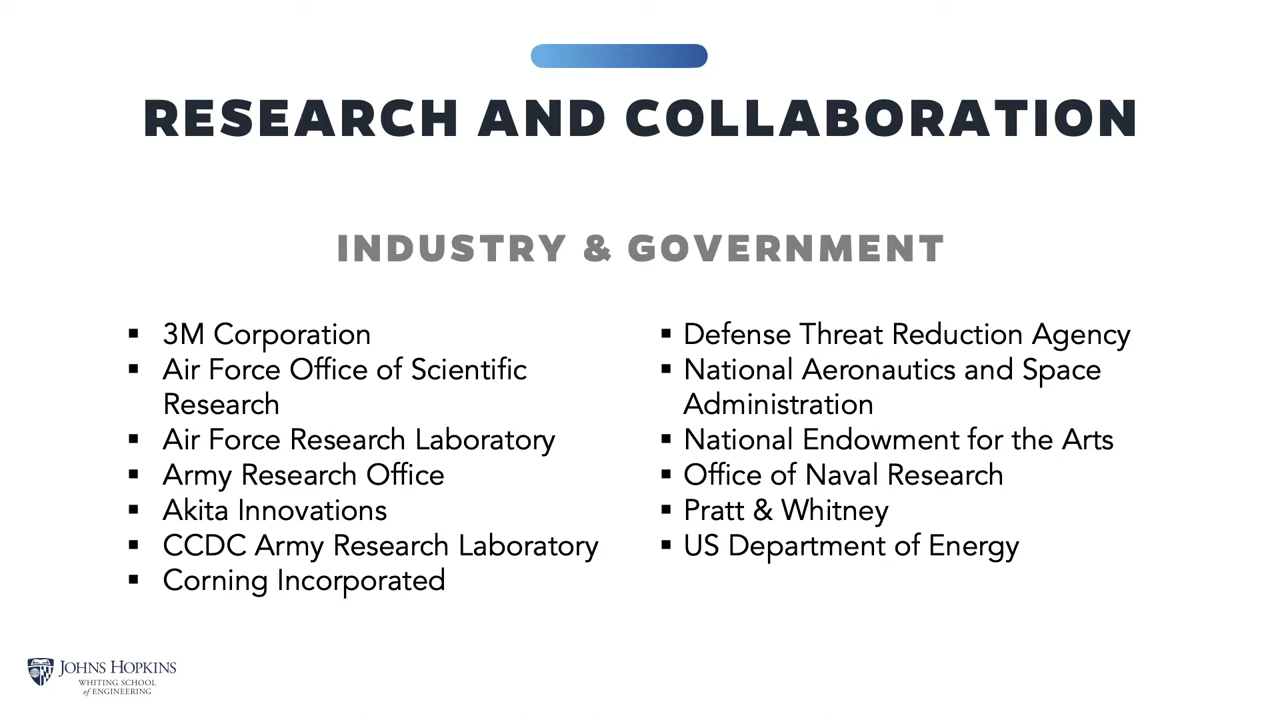 RESEARCH AND COLLABORATION
INDUSTRY & GOVERNMENT
▪ 3M Corporation
▪ Air Force Office of Scientific
Research
▪ Air Force Research Laboratory
▪ Army Research Office
▪ Akita Innovations
▪ CCDC Army Research Laboratory
▪ Corning Incorporated
▪ Defense Threat Reduction Agency
▪ National Aeronautics and Space
Administration
▪ National Endowment for the Arts
▪ Office of Naval Research
▪ Pratt & Whitney
▪ US Department of Energy
JOHNS HOPKINS
WHITING SCHOOL
of ENGINEERING